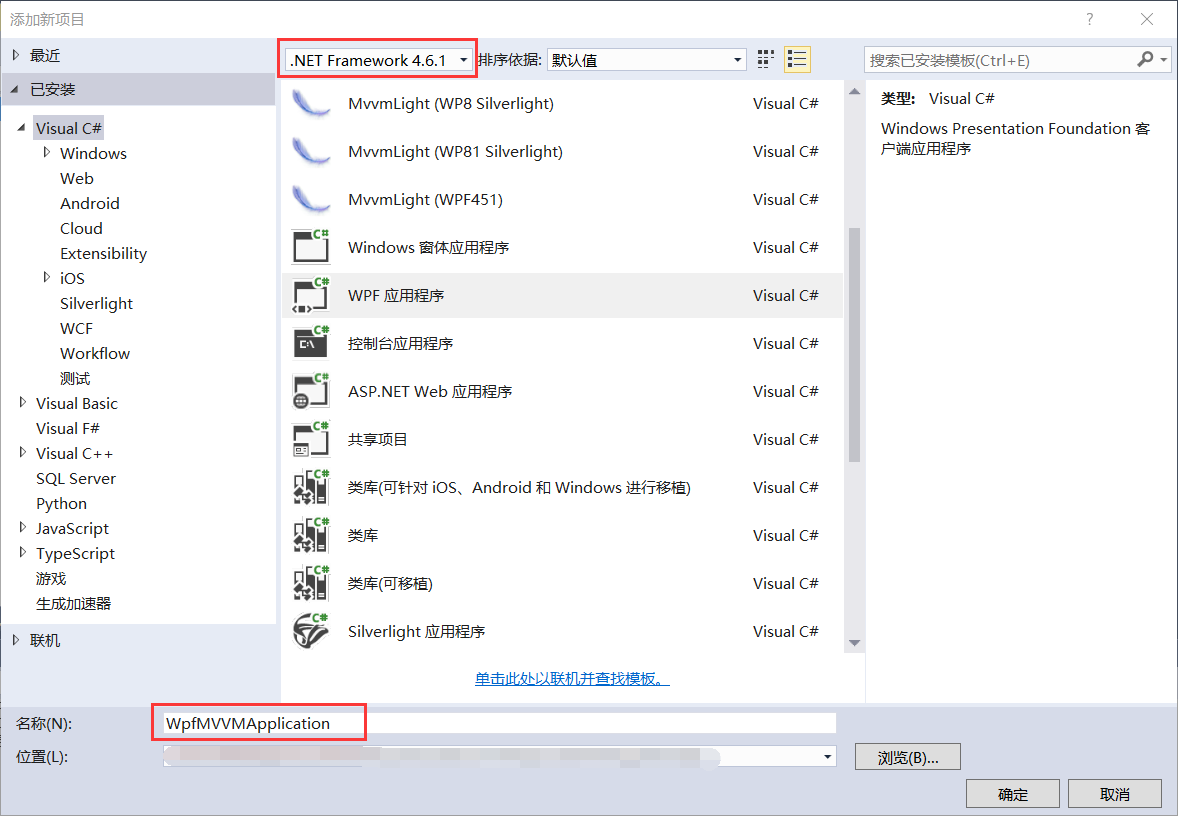 添加新项目
最近
已安装
Visual C#
Windows
Web
Android
Cloud
Extensibility
iOS
Silverlight
WCF
Workflow
测试
Visual Basic
Visual F#
Visual C++
SQL Server
Python
JavaScript
TypeScript
游戏
生成加速器
联机
.NET Framework 4.6.1 排序依据: 默认值
MvvmLight (WP8 Silverlight) Visual C#
MvvmLight (WP81 Silverlight) Visual C#
MvvmLight (WPF451) Visual C#
Windows 窗体应用程序 Visual C#
WPF 应用程序 Visual C#
控制台应用程序 Visual C#
ASP.NET Web 应用程序 Visual C#
共享项目 Visual C#
类库(可针对 iOS、Android 和 Windows 进行移植) Visual C#
类库 Visual C#
类库(可移植) Visual C#
Silverlight 应用程序 Visual C#
单击此处以联机并查找模板。
搜索已安装模板(Ctrl+E)
类型: Visual C#
Windows Presentation Foundation 客
户端应用程序
名称(N): WpfMVVMApplication
位置(L):
浏览(B)...
确定 取消